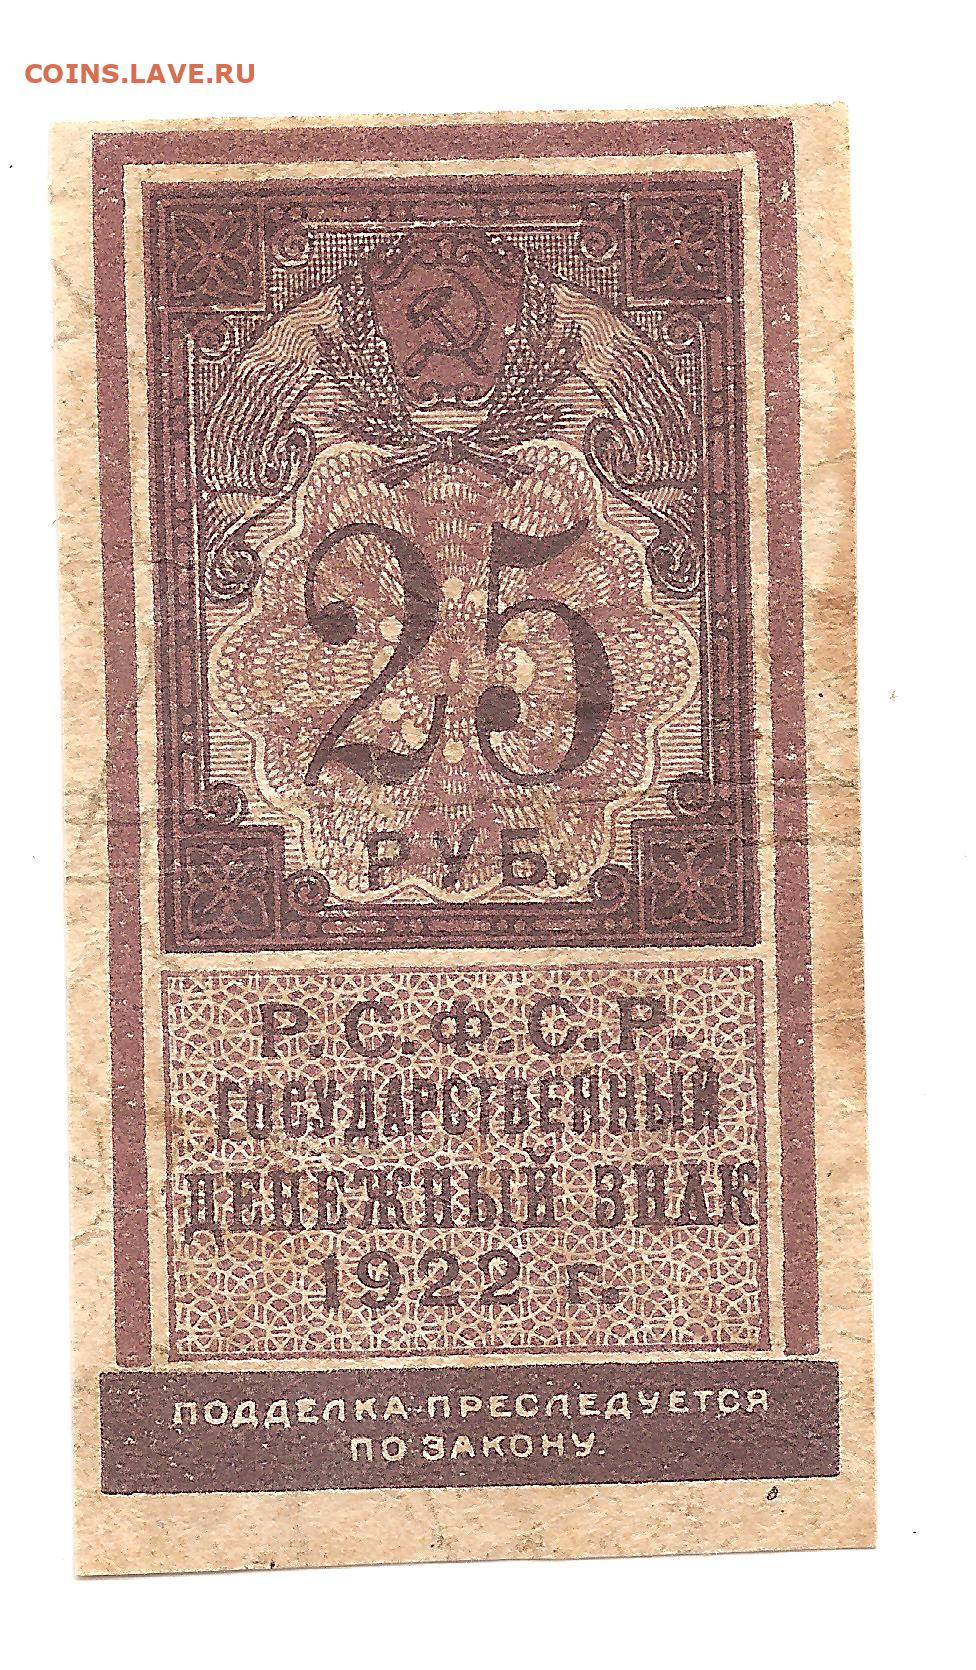 COINS.LAVE.RU
25
РУБ.
Р.С.Ф.С.Р.
ГОСУДАРСТВЕННЫЙ
ДЕНЕЖНЫЙ ЗНАК
1922 г.
ПОДДЕЛКА ПРЕСЛЕДУЕТСЯ
ПО ЗАКОНУ.